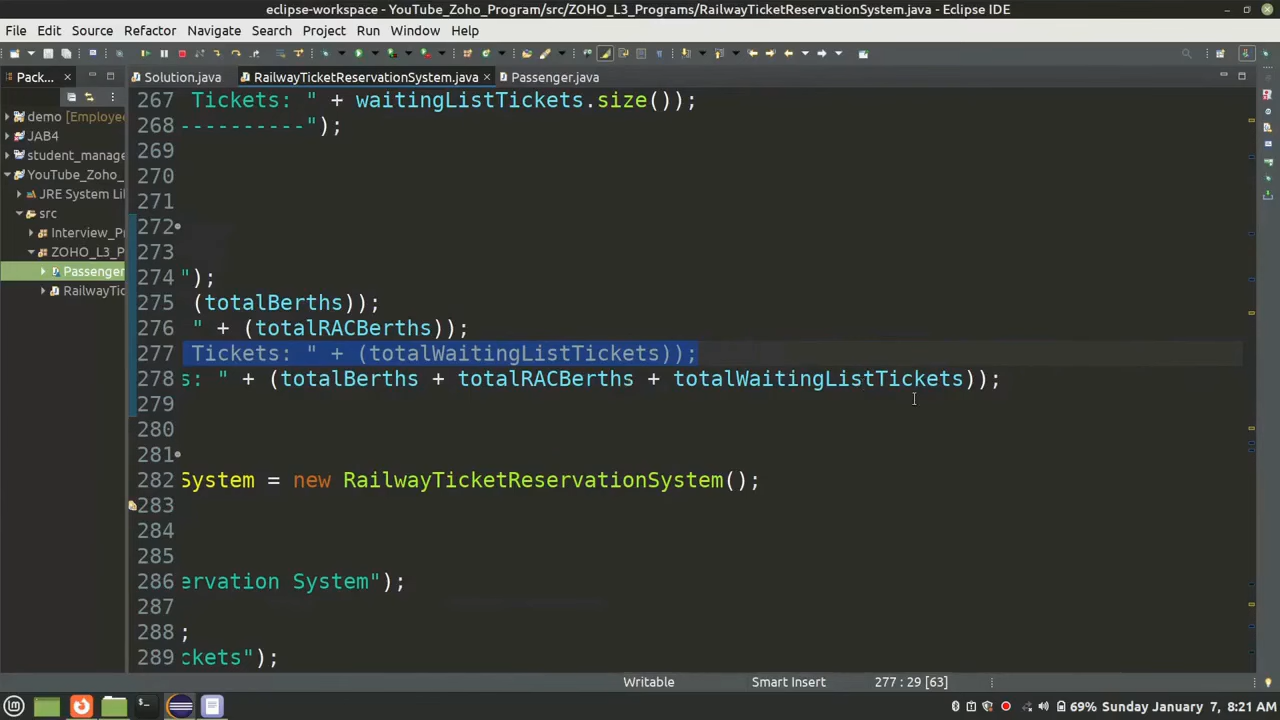 eclipse-workspace - YouTube_Zoho_Program/src/ZOHO_L3_Programs/RailwayTicketReservationSystem.java - Eclipse IDE
File Edit Source Refactor Navigate Search Project Run Window Help
Pack... Solution.java RailwayTicketReservationSystem.java Passenger.java
demo [Employee
JAB4
student_manage
YouTube_Zoho_
JRE System Lib
src
Interview_Pr
ZOHO_L3_P
Passenger
RailwayTic
267 Tickets: " + waitingListTickets.size());
268 ----------");
269
270
271
272
273
274 ");
275 (totalBerths));
276 " + (totalRACBerths));
277 Tickets: " + (totalWaitingListTickets));
278 s: " + (totalBerths + totalRACBerths + totalWaitingListTickets));
279
280
281
282 System = new RailwayTicketReservationSystem();
283
284
285
286 ervation System");
287
288 ;
289 ckets");
Writable Smart Insert 277 : 29 [63]
69% Sunday January 7, 8:21 AM